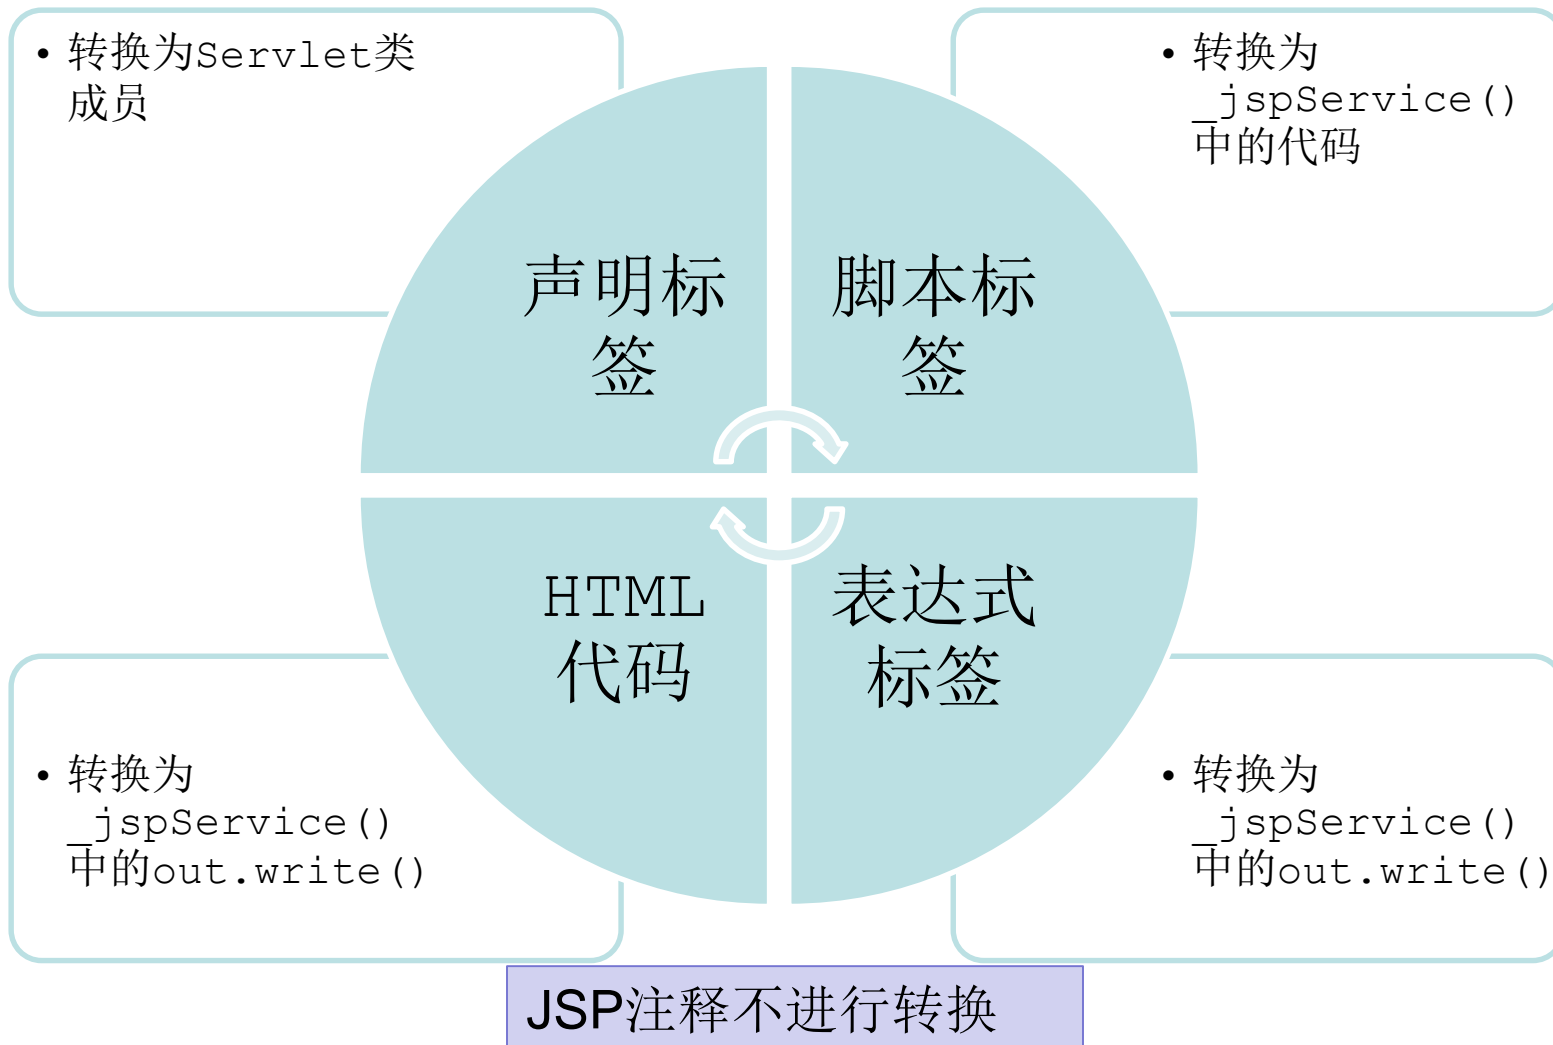 • 转换为Servlet类
成员
• 转换为
_jspService()
中的代码
声明标
签
脚本标
签
HTML
代码
表达式
标签
• 转换为
_jspService()
中的out.write()
• 转换为
_jspService()
中的out.write()
JSP注释不进行转换